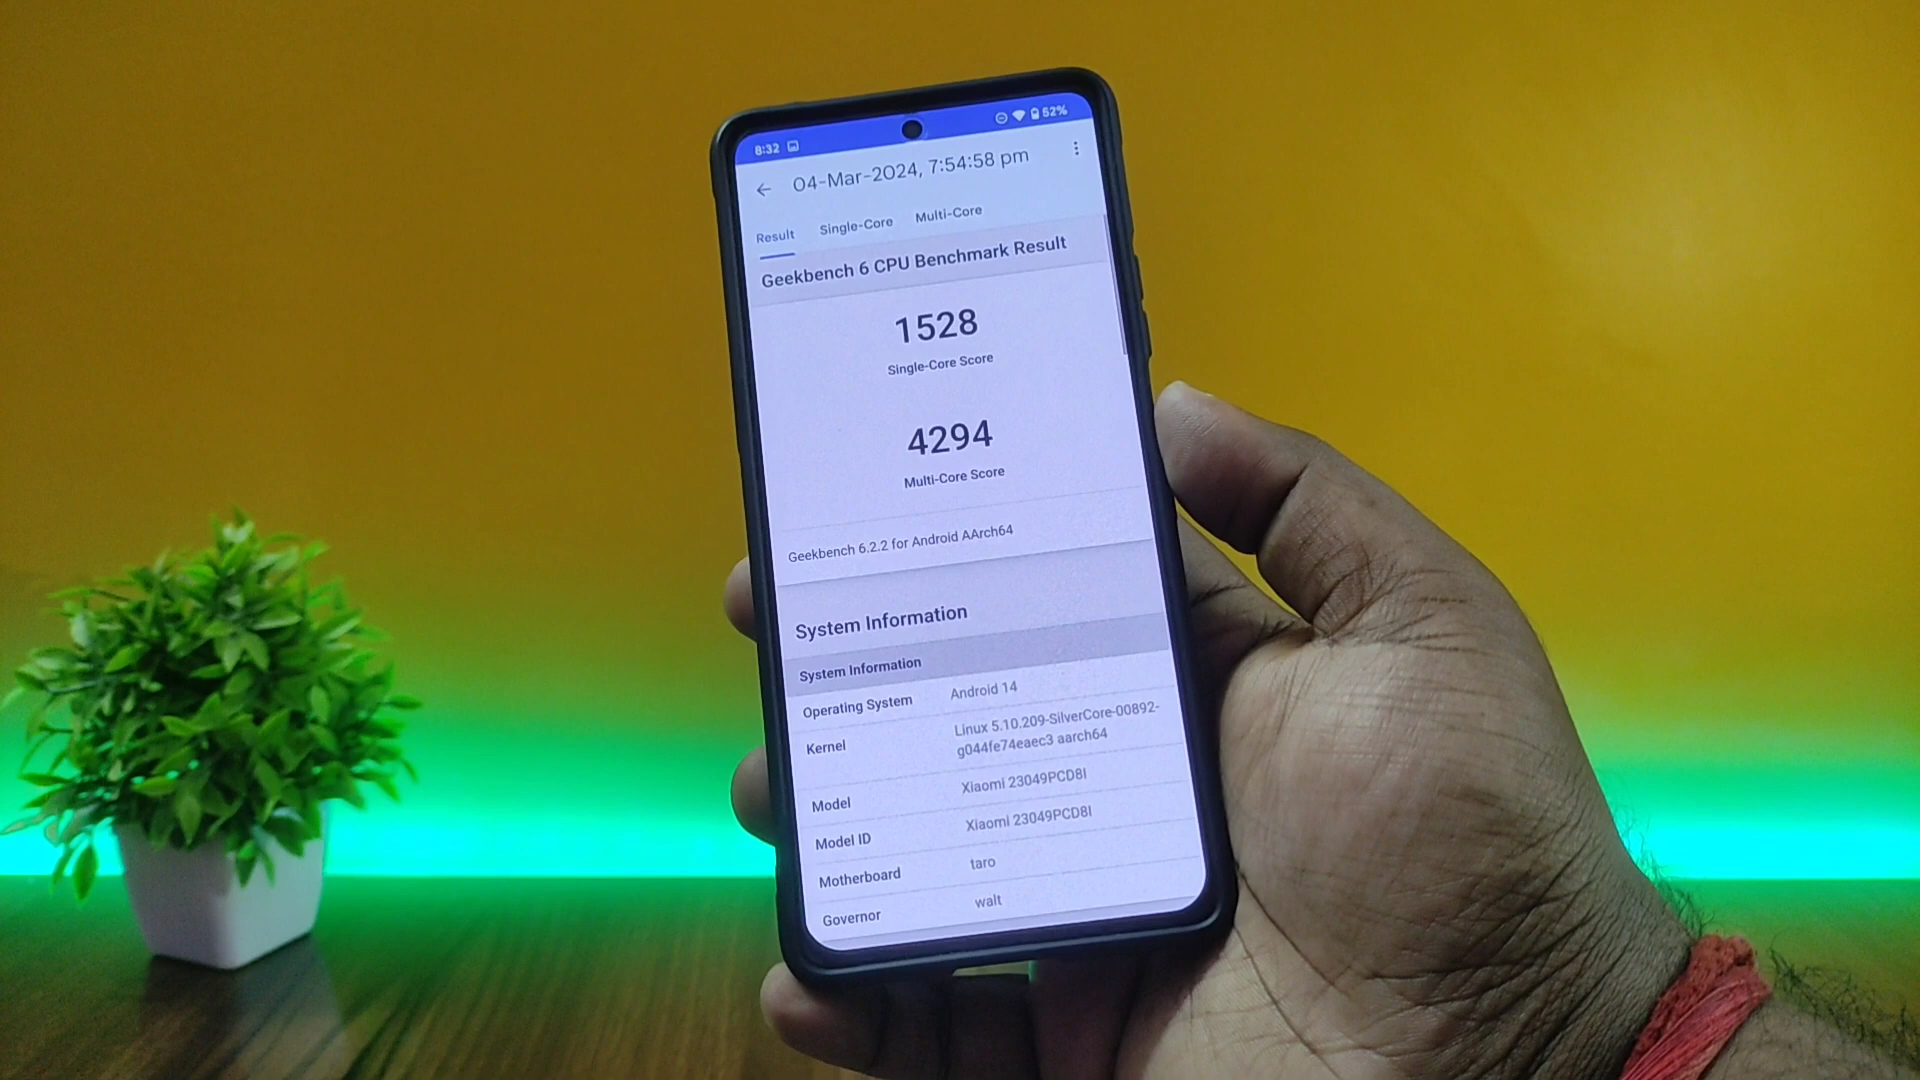 8:32 52%
04-Mar-2024, 7:54:58 pm
Result Single-Core Multi-Core
Geekbench 6 CPU Benchmark Result
1528
Single-Core Score
4294
Multi-Core Score
Geekbench 6.2.2 for Android AArch64
System Information
System Information
Operating System Android 14
Kernel Linux 5.10.209-SilverCore-00892-
g044fe74eaec3 aarch64
Model Xiaomi 23049PCD8I
Model ID Xiaomi 23049PCD8I
Motherboard taro
Governor walt